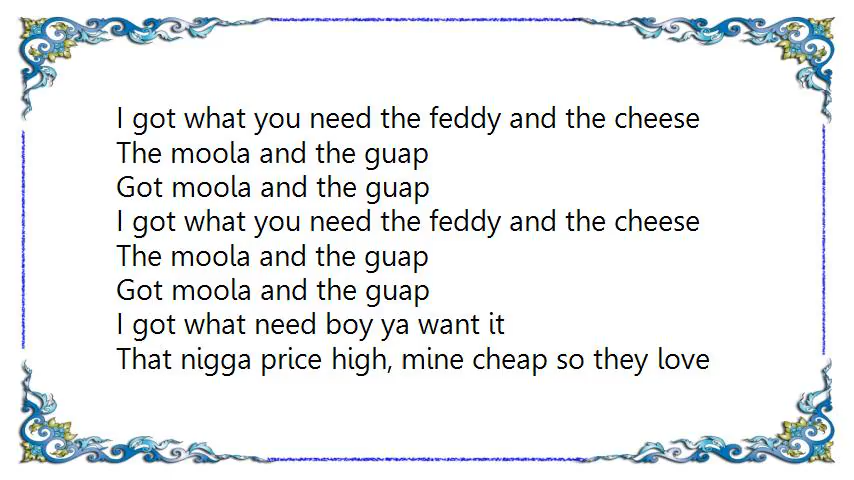 I got what you need the feddy and the cheese
The moola and the guap
Got moola and the guap
I got what you need the feddy and the cheese
The moola and the guap
Got moola and the guap
I got what need boy ya want it
That nigga price high, mine cheap so they love